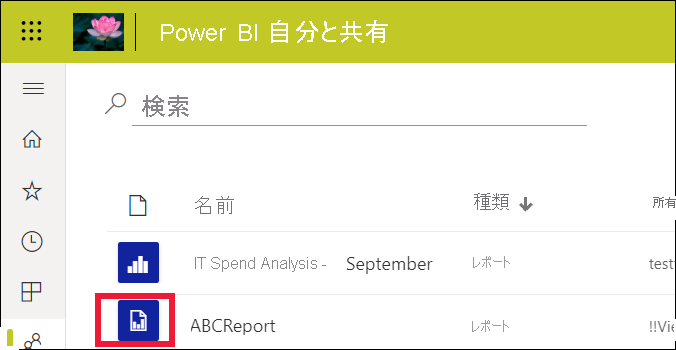 Power BI 自分と共有
検索
名前 種類 所有
IT Spend Analysis - September レポート test
ABCReport レポート !!Vie